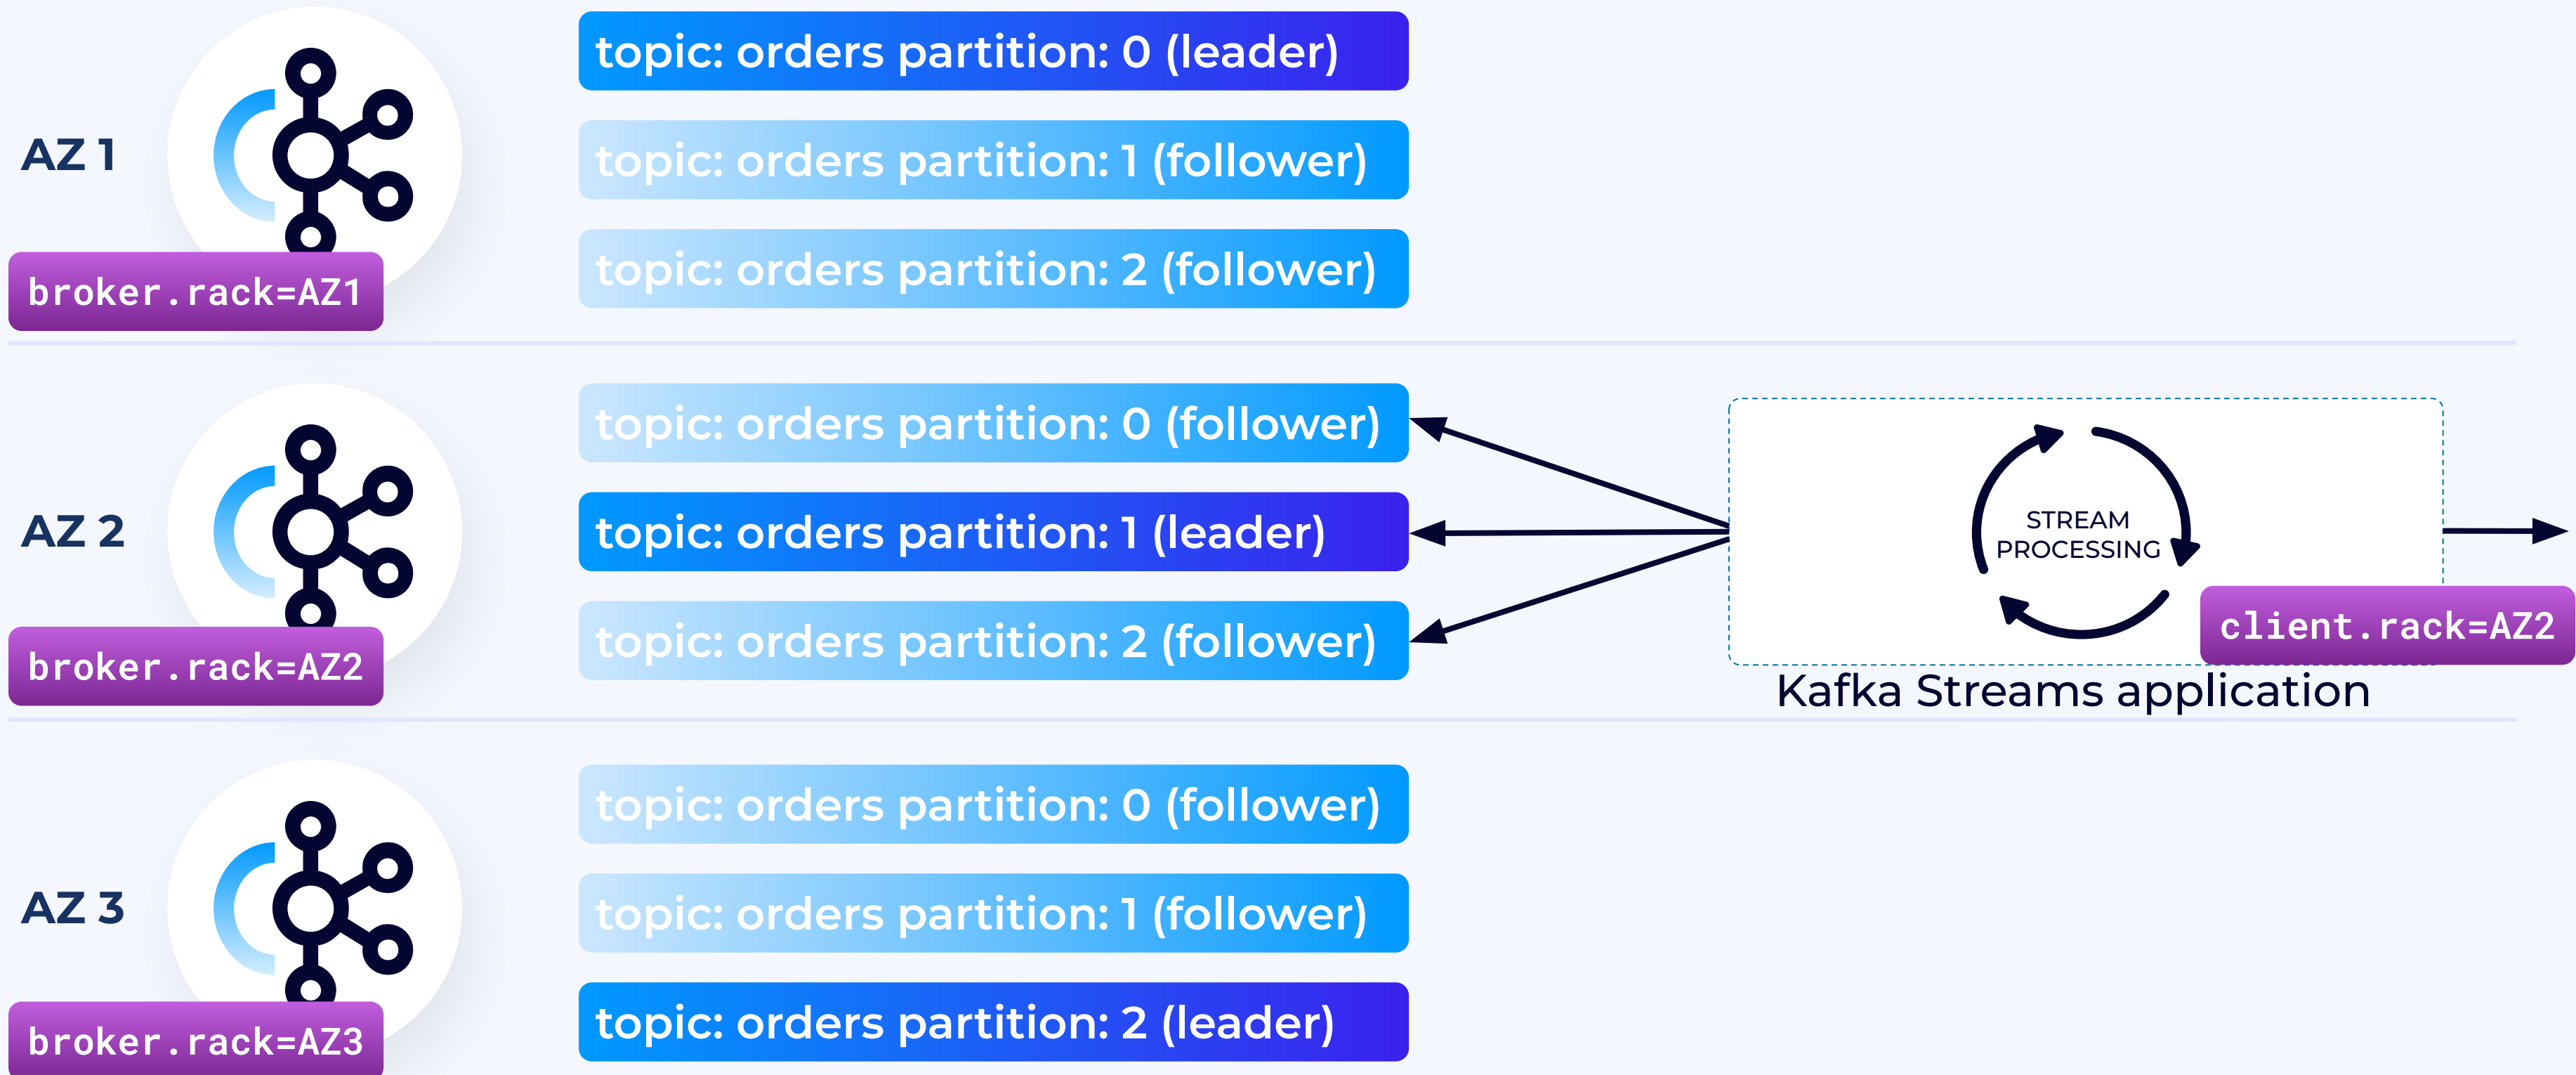 AZ 1
broker.rack=AZ1
topic: orders partition: 0 (leader)
topic: orders partition: 1 (follower)
topic: orders partition: 2 (follower)
AZ 2
broker.rack=AZ2
topic: orders partition: 0 (follower)
topic: orders partition: 1 (leader)
topic: orders partition: 2 (follower)
STREAM
PROCESSING
client.rack=AZ2
Kafka Streams application
AZ 3
broker.rack=AZ3
topic: orders partition: 0 (follower)
topic: orders partition: 1 (follower)
topic: orders partition: 2 (leader)